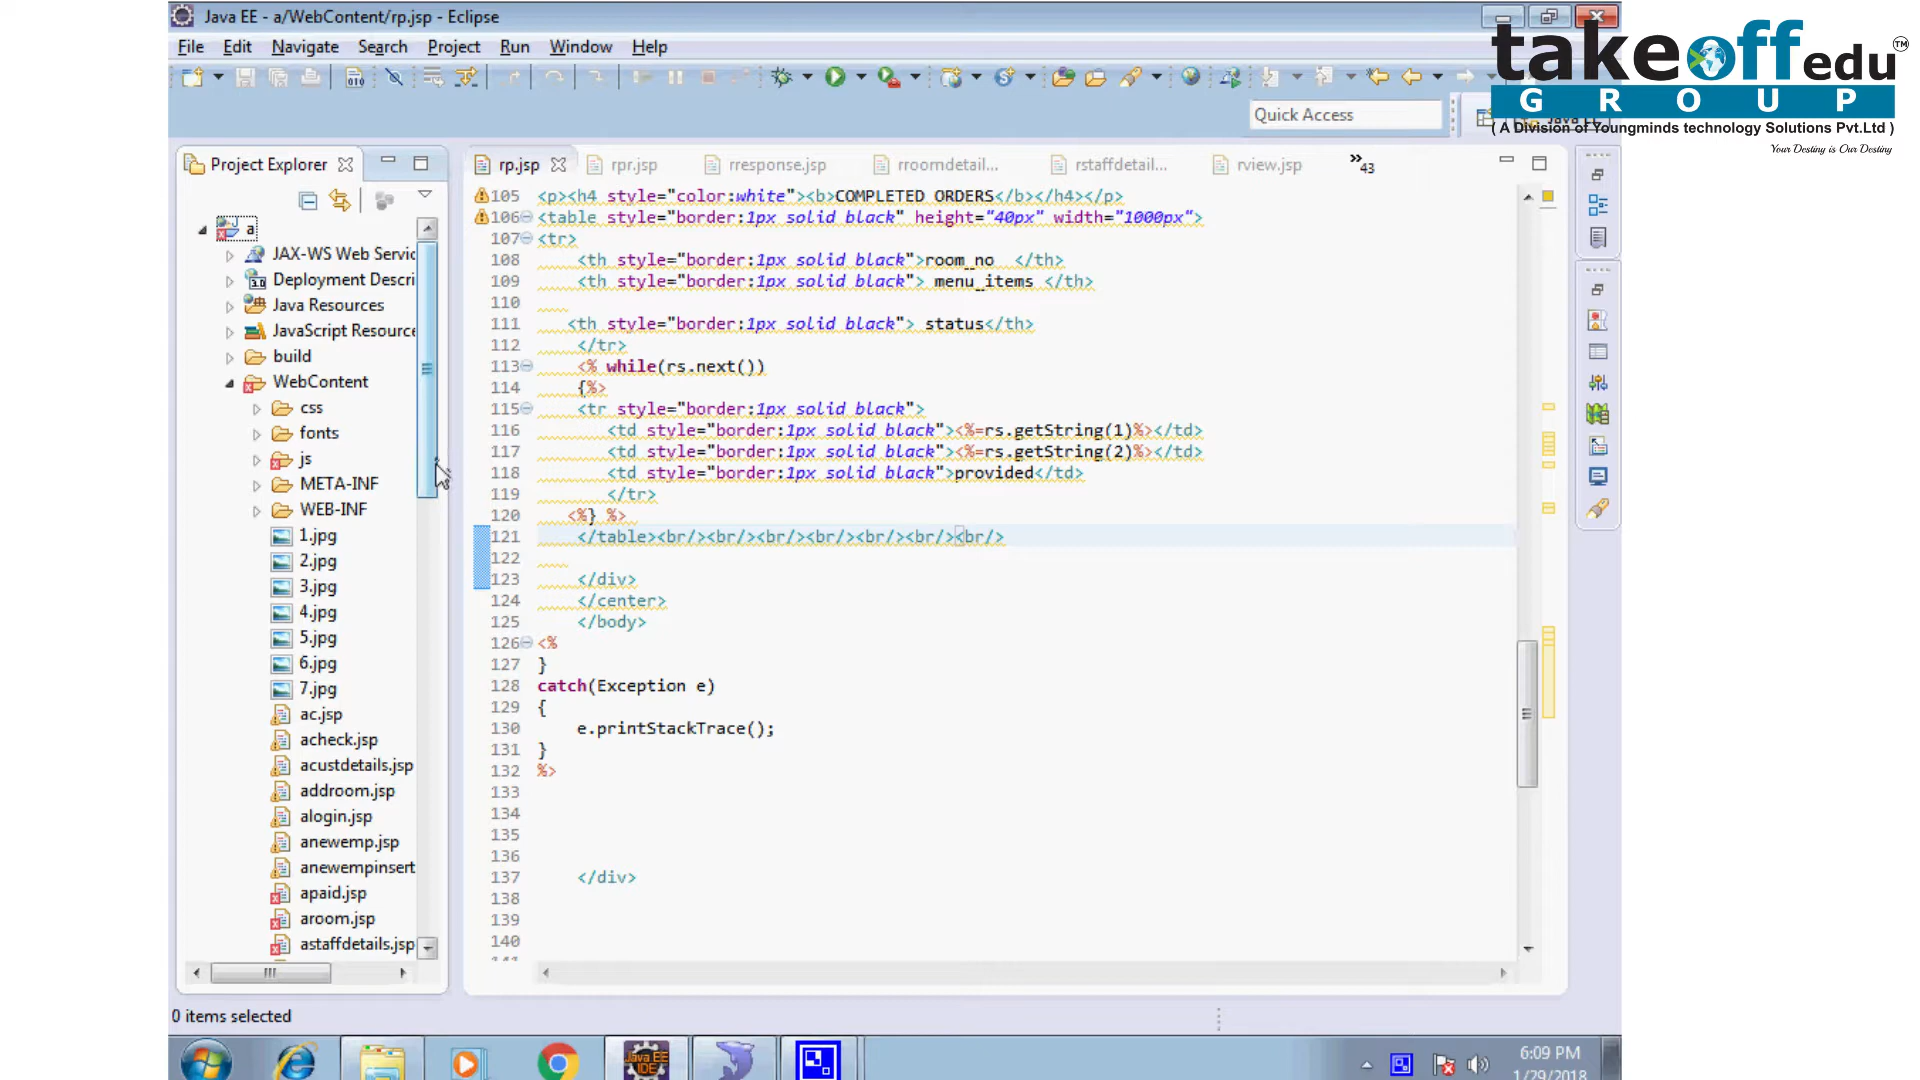 Java EE - a/WebContent/rp.jsp - Eclipse
File Edit Navigate Search Project Run Window Help
takeoff edu TM
GROUP
( A Division of Youngminds technology Solutions Pvt.Ltd )
Your Destiny is Our Destiny
Quick Access
Project Explorer
rp.jsp rpr.jsp rresponse.jsp rroomdetail... rstaffdetail... rview.jsp »43
a
JAX-WS Web Servic
Deployment Descri
Java Resources
JavaScript Resource
build
WebContent
css
fonts
js
META-INF
WEB-INF
1.jpg
2.jpg
3.jpg
4.jpg
5.jpg
6.jpg
7.jpg
ac.jsp
acheck.jsp
acustdetails.jsp
addroom.jsp
alogin.jsp
anewemp.jsp
anewempinsert
apaid.jsp
aroom.jsp
astaffdetails.jsp
105 <p><h4 style="color:white"><b>COMPLETED ORDERS</b></h4></p>
106 <table style="border:1px solid black" height="40px" width="1000px">
107 <tr>
108 <th style="border:1px solid black">room_no </th>
109 <th style="border:1px solid black"> menu_items </th>
110
111 <th style="border:1px solid black"> status</th>
112 </tr>
113 <% while(rs.next())
114 {%>
115 <tr style="border:1px solid black">
116 <td style="border:1px solid black"><%=rs.getString(1)%></td>
117 <td style="border:1px solid black"><%=rs.getString(2)%></td>
118 <td style="border:1px solid black">provided</td>
119 </tr>
120 <%} %>
121 </table><br/><br/><br/><br/><br/><br/><br/>
122
123 </div>
124 </center>
125 </body>
126 <%
127 }
128 catch(Exception e)
129 {
130 e.printStackTrace();
131 }
132 %>
133
134
135
136
137 </div>
138
139
140
0 items selected
Java EE
IDE
6:09 PM
1/29/2018